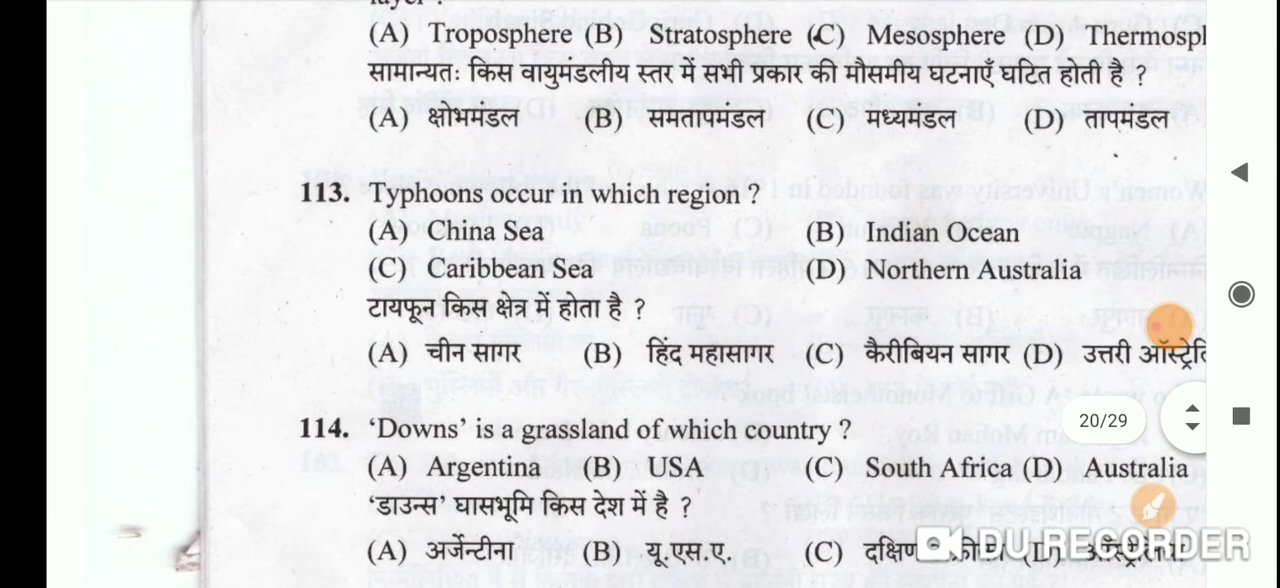 layer ?
(A) Troposphere (B) Stratosphere (C) Mesosphere (D) Thermospl
सामान्यतः किस वायुमंडलीय स्तर में सभी प्रकार की मौसमीय घटनाएँ घटित होती है ?
(A) क्षोभमंडल (B) समतापमंडल (C) मध्यमंडल (D) तापमंडल
113. Typhoons occur in which region ?
(A) China Sea (B) Indian Ocean
(C) Caribbean Sea (D) Northern Australia
टायफून किस क्षेत्र में होता है ?
(A) चीन सागर (B) हिंद महासागर (C) कैरीबियन सागर (D) उत्तरी
20/29
114. ‘Downs’ is a grassland of which country ?
(A) Argentina (B) USA (C) South Africa (D) Australia
‘डाउन्स’ घासभूमि किस देश में है ?
(A) अर्जेन्टीना (B) यू.एस.ए. (C) दक्षिण (D)
DU RECORDER